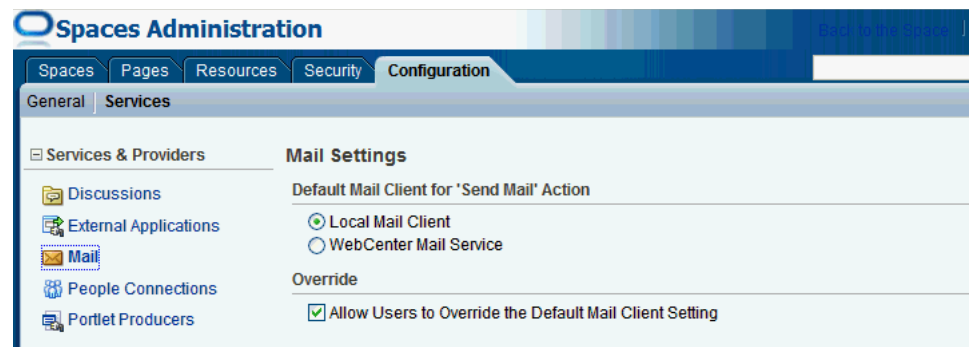 Spaces Administration
Back to the Space
Spaces Pages Resources Security Configuration
General Services
Services & Providers
Discussions
External Applications
Mail
People Connections
Portlet Producers
Mail Settings
Default Mail Client for 'Send Mail' Action
Local Mail Client
WebCenter Mail Service
Override
Allow Users to Override the Default Mail Client Setting